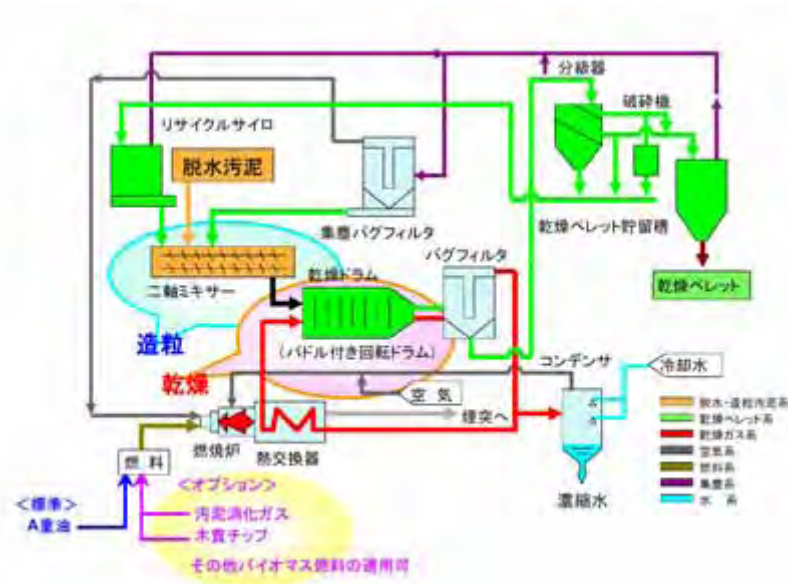 分級器
破砕機
リサイクルサイロ
脱水汚泥
集塵バグフィルタ
乾燥ペレット貯留槽
バグフィルタ
乾燥ペレット
二軸ミキサー
乾燥ドラム
造粒
(パドル付き回転ドラム)
乾燥
コンデンサ
冷却水
空気
煙突へ
燃焼炉
熱交換器
燃料
濃縮水
<標準>
A重油
<オプション>
汚泥消化ガス
木質チップ
その他バイオマス燃料の適用可
脱水・造粒汚泥系
乾燥ペレット系
乾燥ガス系
空気系
燃料系
集塵系
水 系